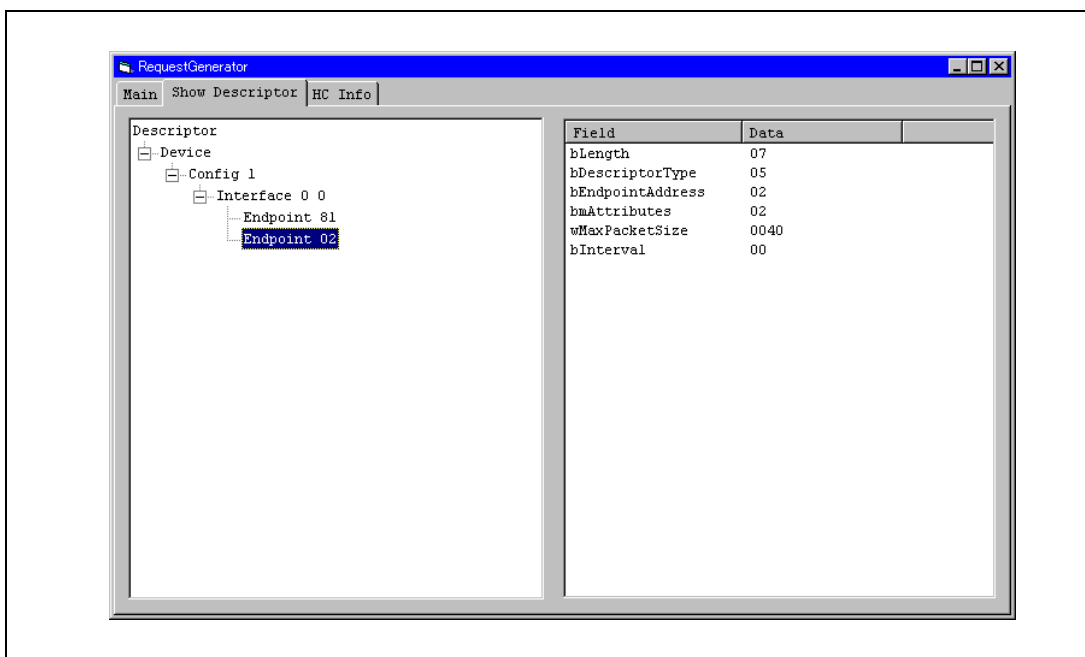 RequestGenerator
Main Show Descriptor HC Info
Descriptor
Device
Config 1
Interface 0 0
Endpoint 81
Endpoint 02
Field Data
bLength 07
bDescriptorType 05
bEndpointAddress 02
bmAttributes 02
wMaxPacketSize 0040
bInterval 00